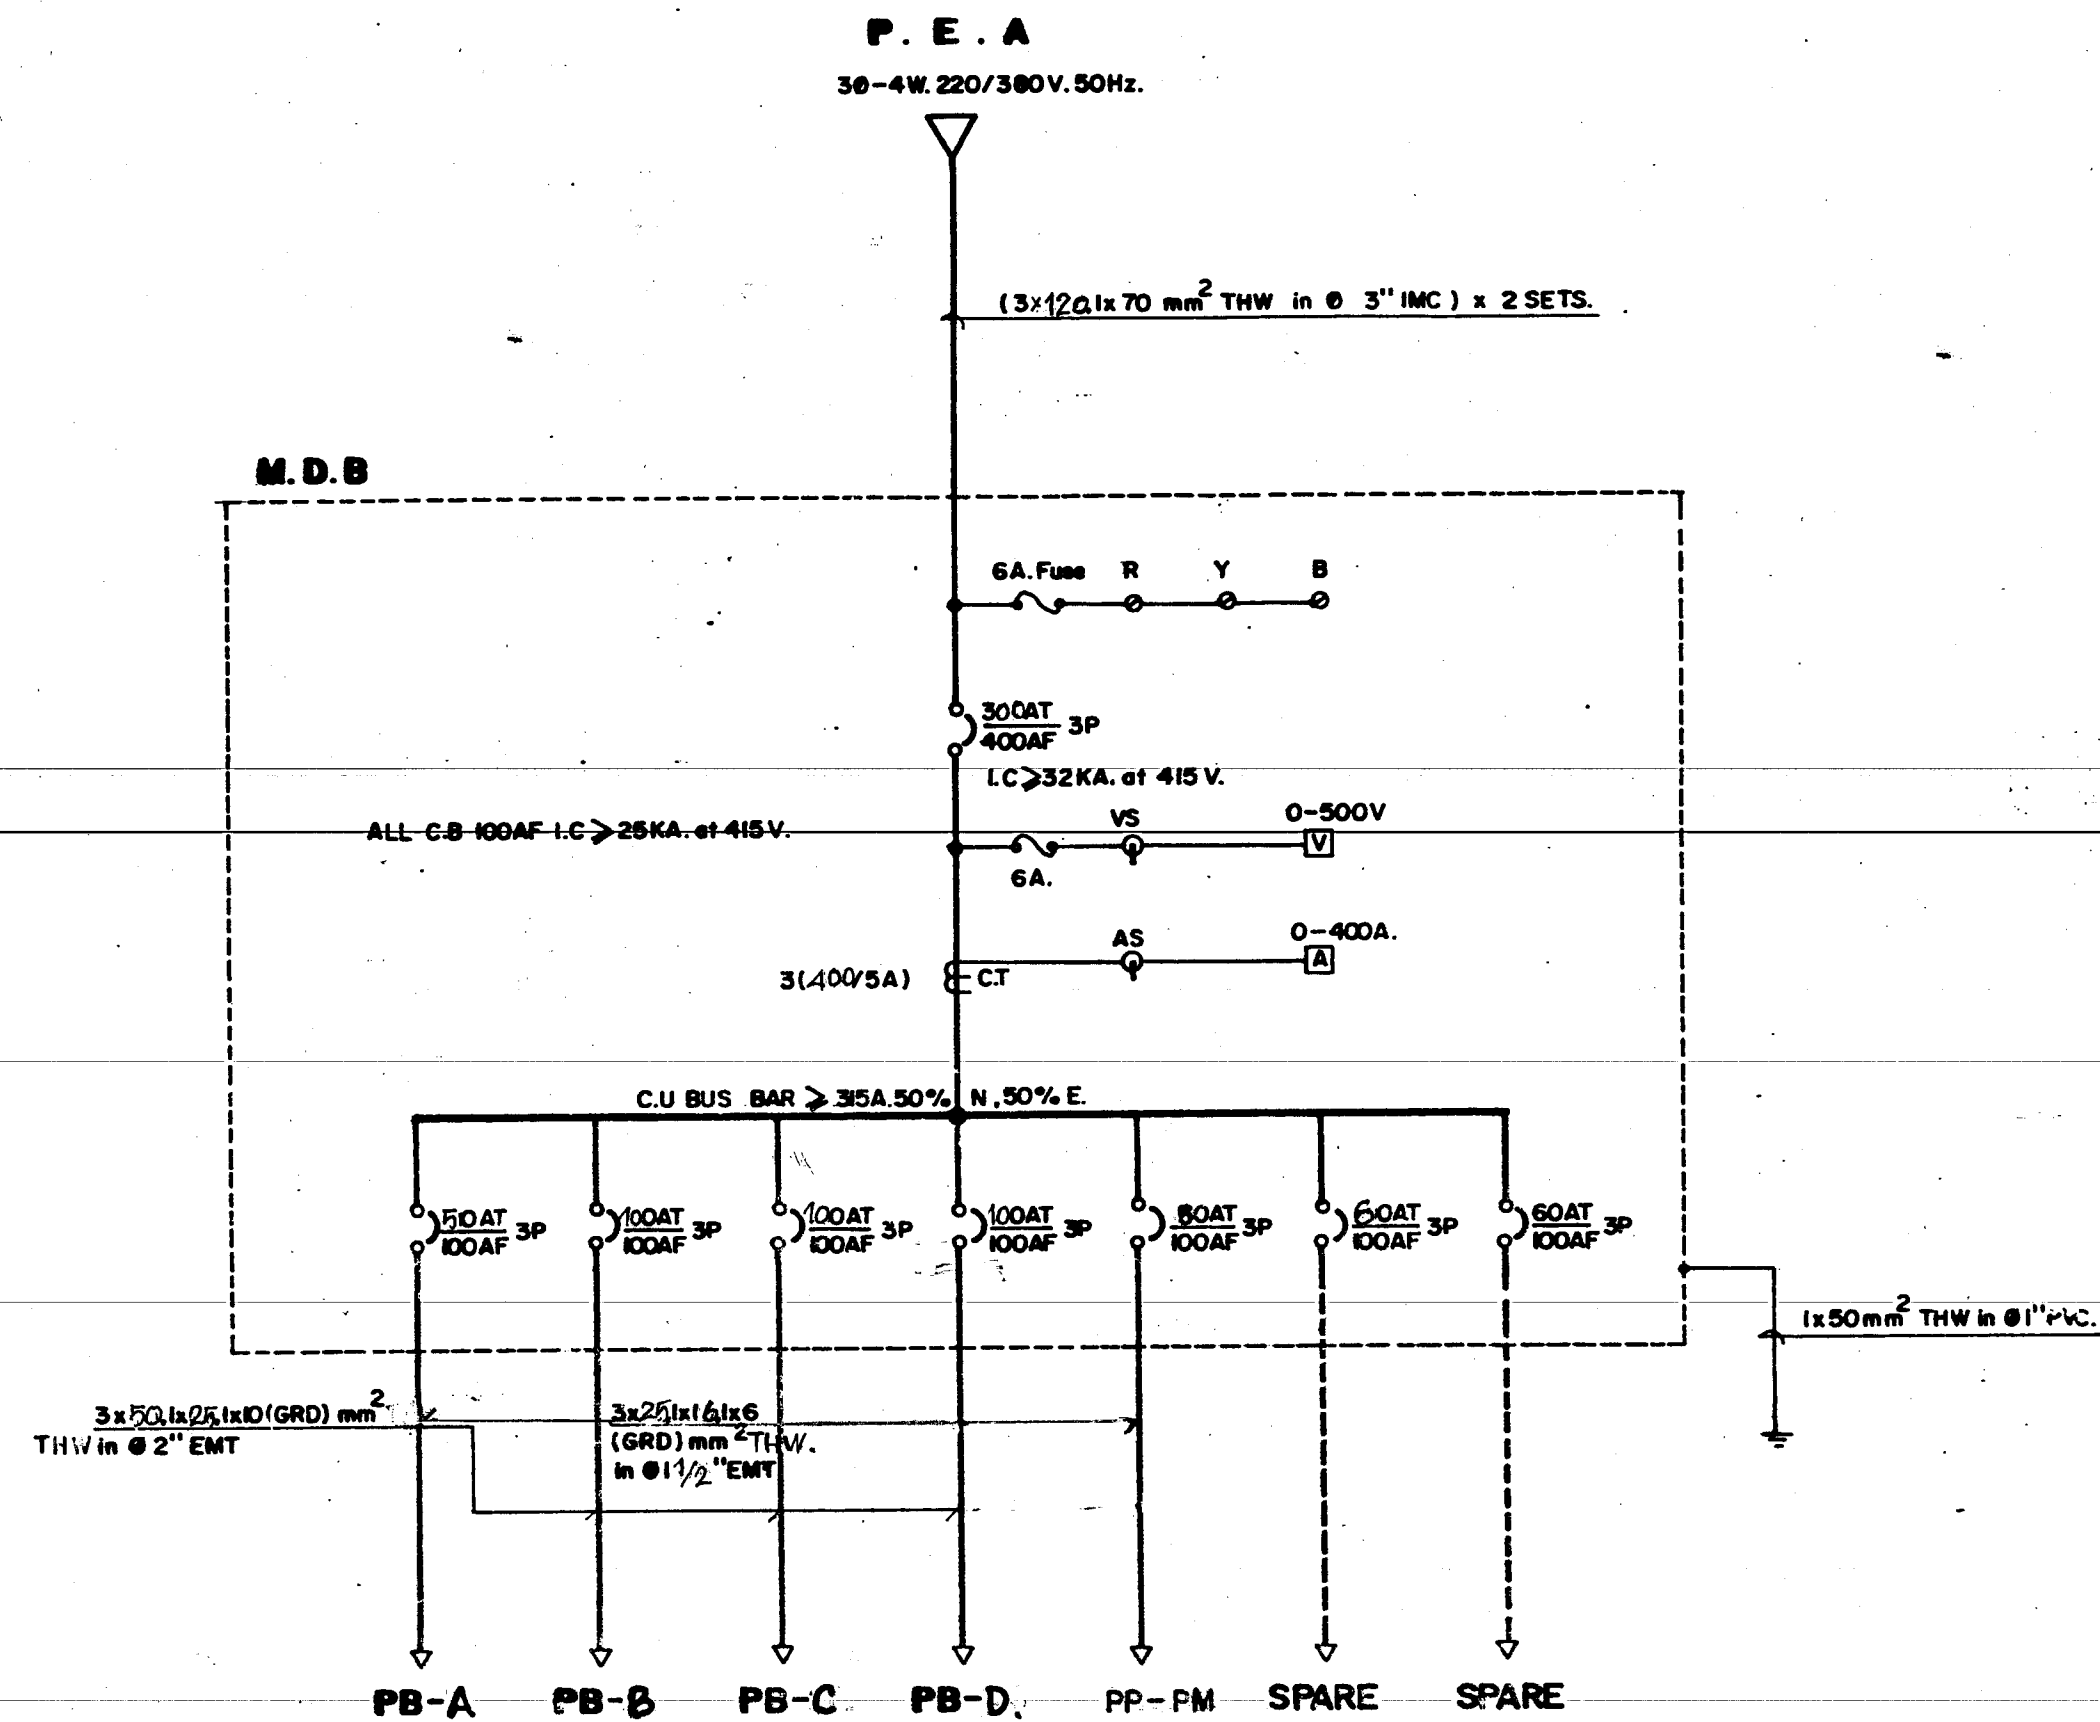 P. E. A
3Ø-4W. 220/380V. 50Hz.
(3x120,1x70 mm² THW in Ø 3" IMC) x 2 SETS.
M.D.B
6A. Fuse R Y B
300AT
400AF 3P
I.C ⩾ 32KA. at 415V.
ALL C.B 100AF I.C ⩾ 25KA. at 415V.
VS
0-500V
V
6A.
AS
0-400A.
A
3(400/5A) C.T
C.U BUS BAR ⩾ 315A. 50% N, 50% E.
50AT 100AT 100AT 100AT 60AT 60AT
100AF 3P 100AF 3P 100AF 3P 100AF 3P 100AF 3P 100AF 3P 100AF 3P
1x50mm² THW in Ø1" PVC.
3x50,1x25,1x10(GRD) mm²
THW in Ø 2" EMT
3x25,1x16,1x6
(GRD) mm² THW.
in Ø1 1/2" EMT
PB-A PB-B PB-C PB-D. PP-PM SPARE SPARE